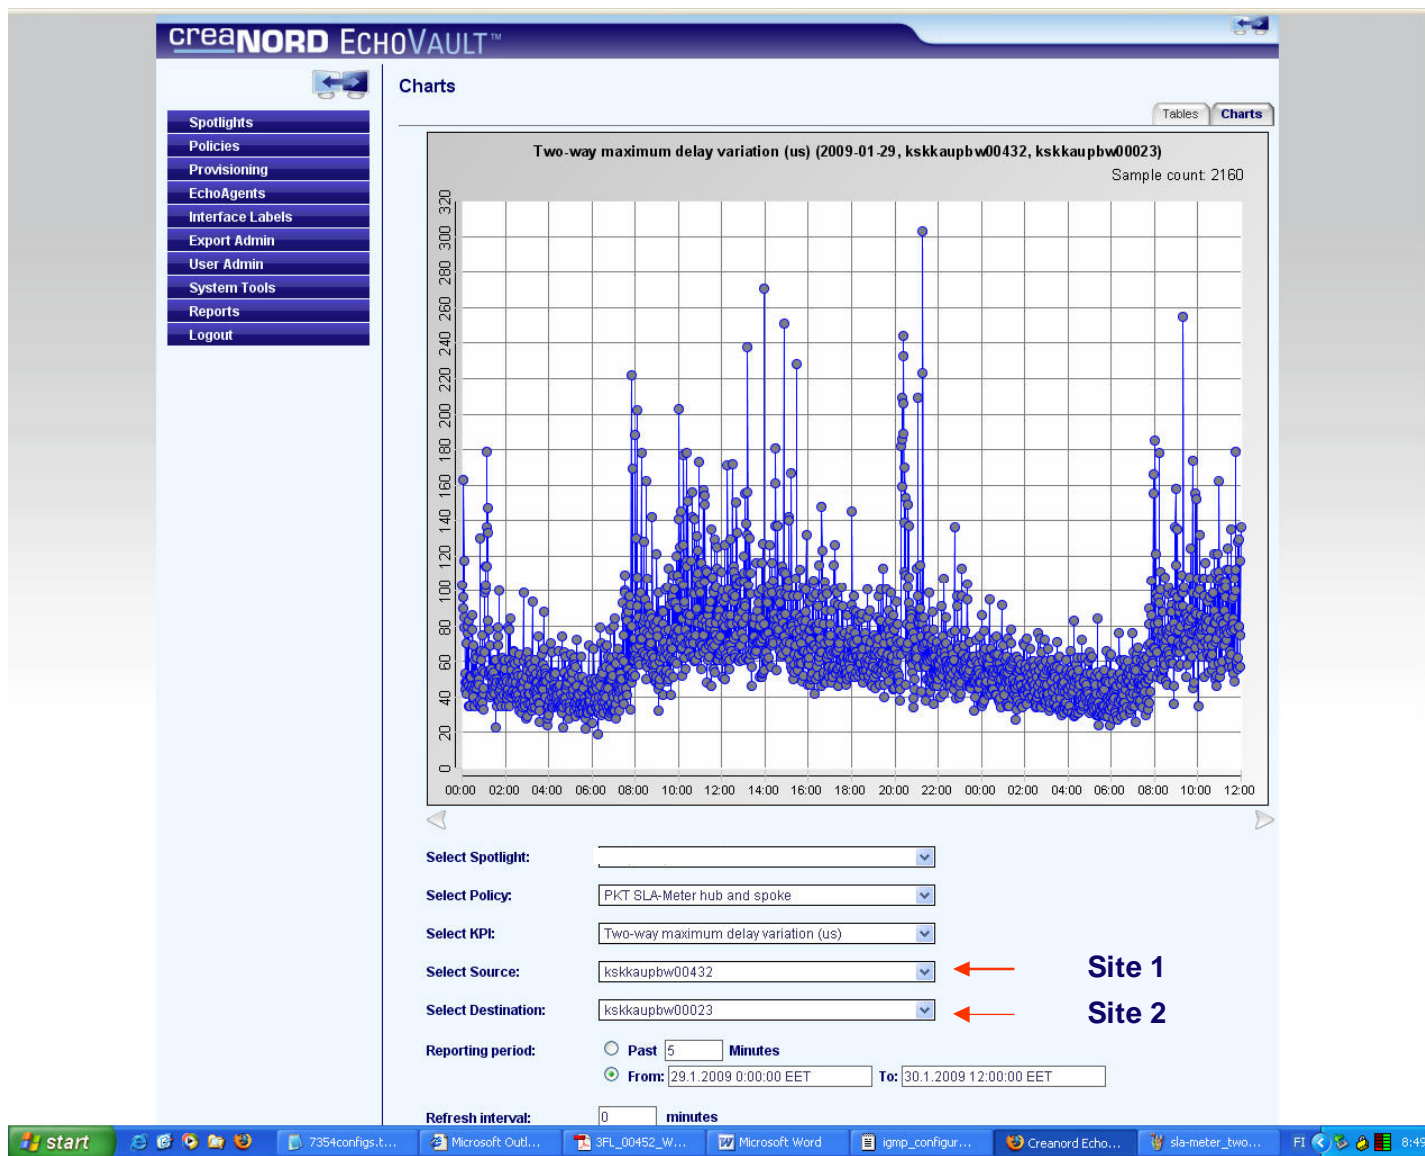 creaNORD ECHOVAULT™
Charts
Tables
Charts
Spotlights
Policies
Provisioning
EchoAgents
Interface Labels
Export Admin
User Admin
System Tools
Reports
Logout
Two-way maximum delay variation (us) (2009-01-29, kskkaupbw00432, kskkaupbw00023)
Sample count: 2160
320
300
280
260
240
220
200
180
160
140
120
100
80
60
40
20
0
00:00 02:00 04:00 06:00 08:00 10:00 12:00 14:00 16:00 18:00 20:00 22:00 00:00 02:00 04:00 06:00 08:00 10:00 12:00
Select Spotlight:
Select Policy: PKT SLA-Meter hub and spoke
Select KPI: Two-way maximum delay variation (us)
Select Source: kskkaupbw00432 Site 1
Select Destination: kskkaupbw00023 Site 2
Reporting period: Past 5 Minutes
From: 29.1.2009 0:00:00 EET To: 30.1.2009 12:00:00 EET
Refresh interval: 0 minutes
start 7354configs.t... Microsoft Outl... 3FL_00452_W... Microsoft Word igmp_configur... Creanord Echo... sla-meter_two... FI 8:49